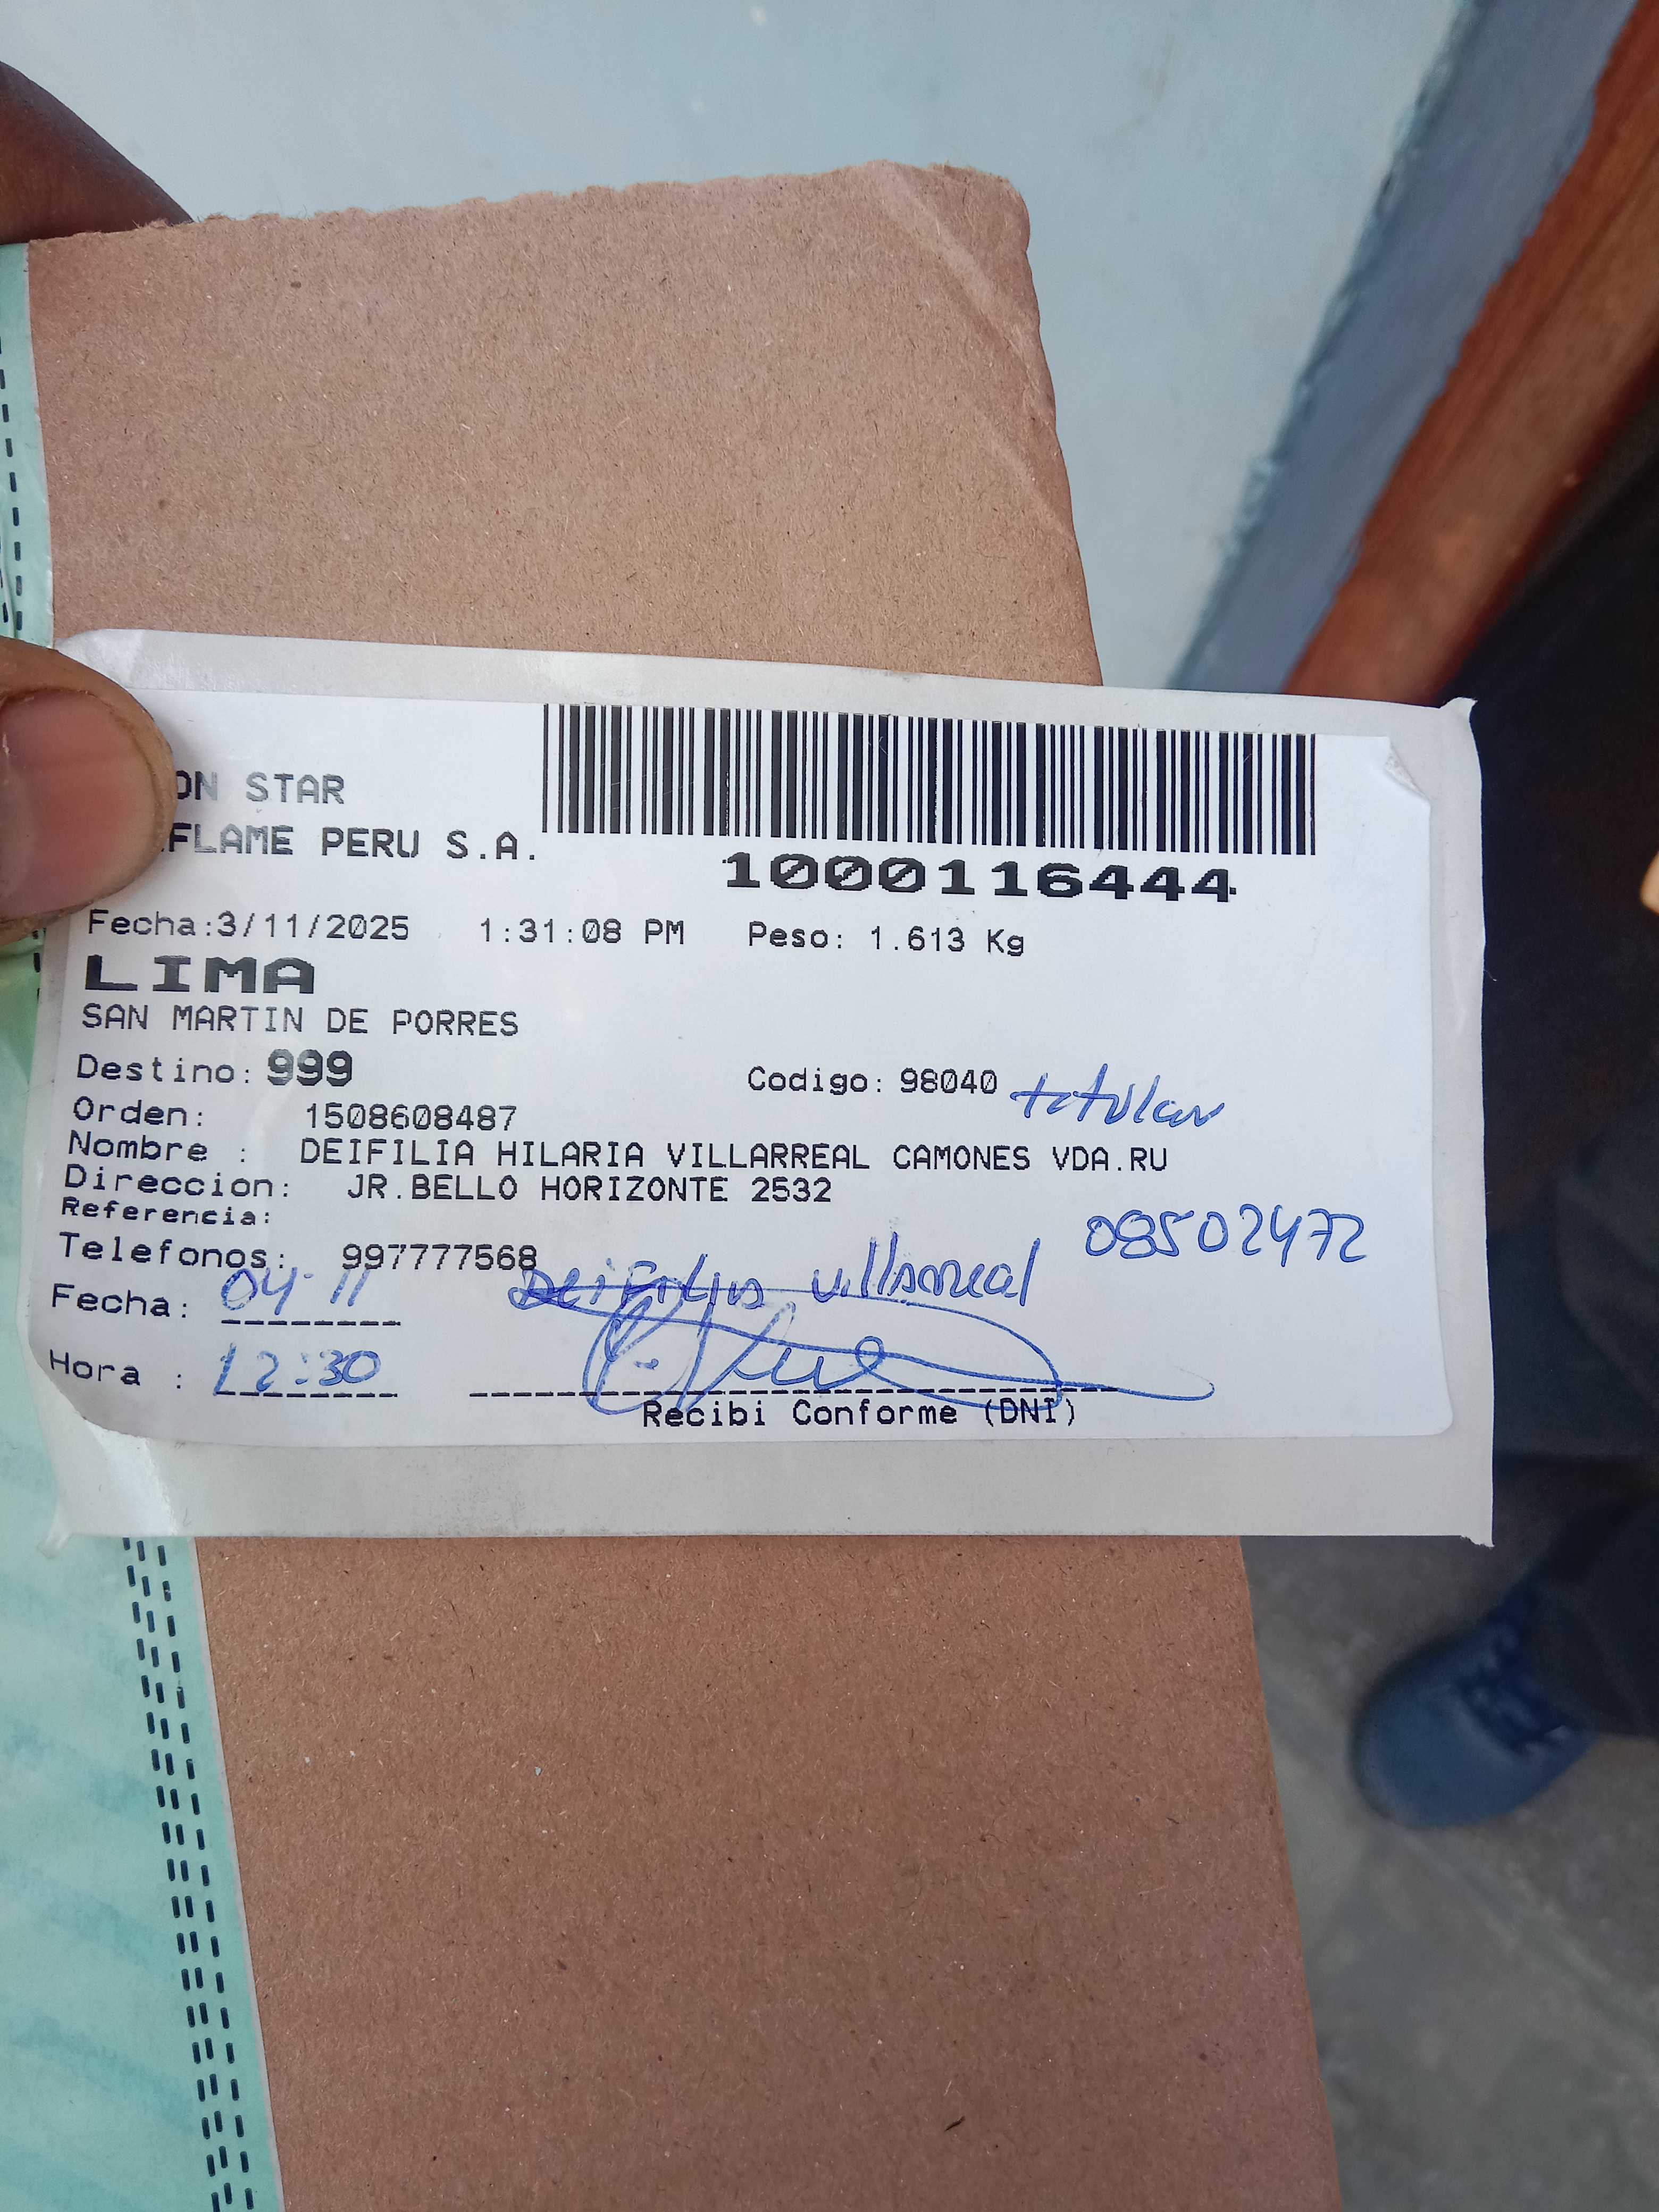 ON STAR
FLAME PERU S.A.
1000116444
Fecha:3/11/2025 1:31:08 PM Peso: 1.613 Kg
LIMA
SAN MARTIN DE PORRES
Destino: 999 Codigo: 98040 titular
Orden: 1508608487
Nombre : DEIFILIA HILARIA VILLARREAL CAMONES VDA.RU
Direccion: JR.BELLO HORIZONTE 2532
Referencia:
08502472
Telefonos: 997777568
Deifilia villarreal
Fecha: 04-11
Hora : 12:30
Recibi Conforme (DNI)